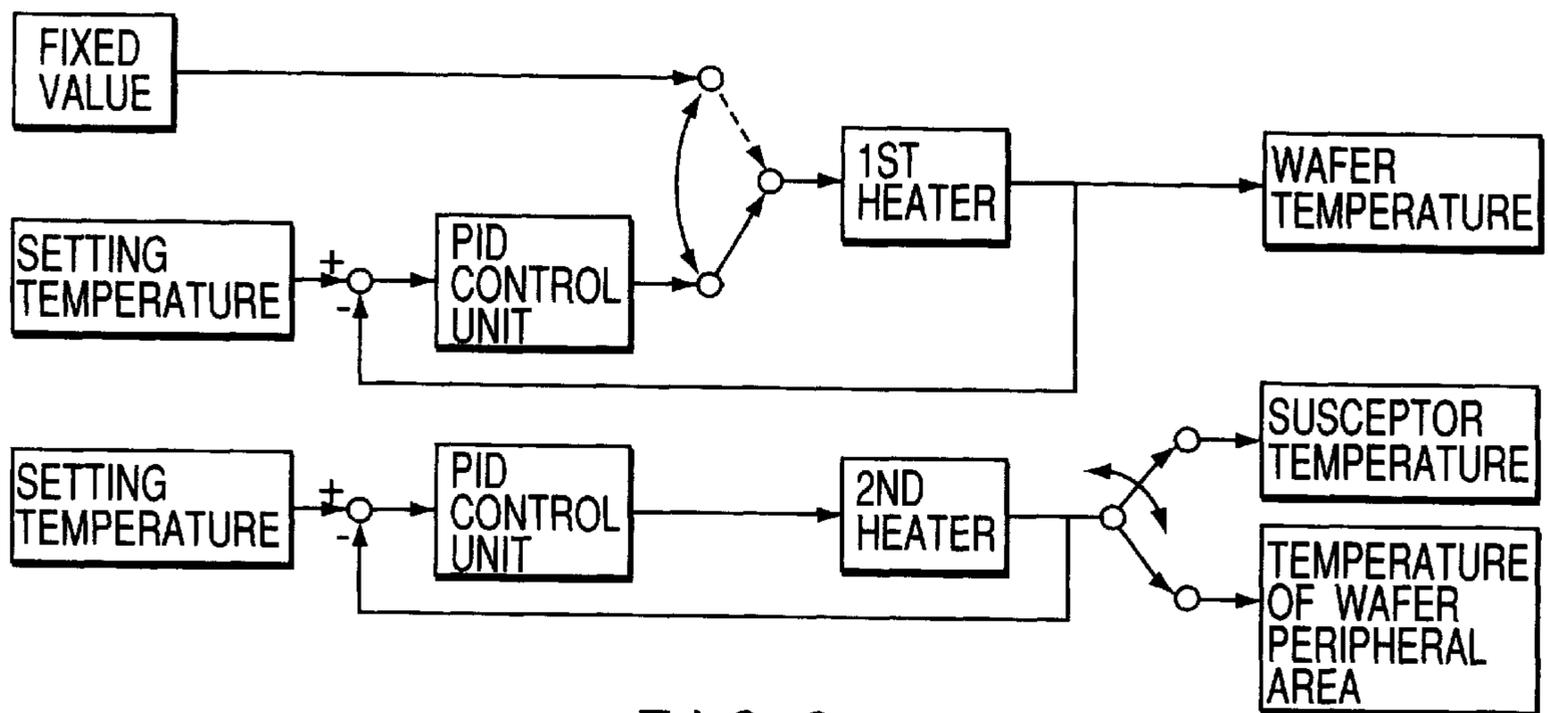 FIXED
VALUE
1ST
HEATER
WAFER
TEMPERATURE
SETTING
TEMPERATURE
+
-
PID
CONTROL
UNIT
SUSCEPTOR
TEMPERATURE
SETTING
TEMPERATURE
+
-
PID
CONTROL
UNIT
2ND
HEATER
TEMPERATURE
OF WAFER
PERIPHERAL
AREA